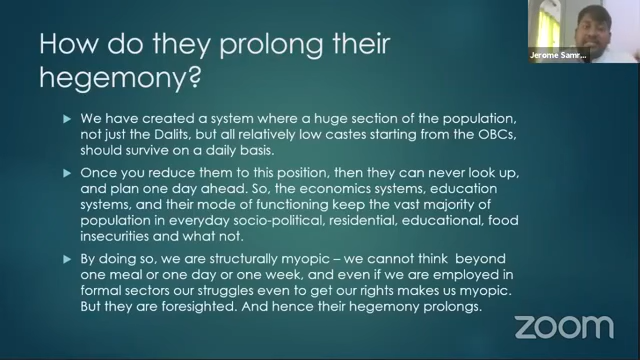 How do they prolong their
hegemony?
We have created a system where a huge section of the population,
not just the Dalits, but all relatively low castes starting from the OBCs,
should survive on a daily basis.
Once you reduce them to this position, then they can never look up,
and plan one day ahead. So, the economics systems, education
systems, and their mode of functioning keep the vast majority of
population in everyday socio-political, residential, educational, food
insecurities and what not.
By doing so, we are structurally myopic – we cannot think beyond
one meal or one day or one week, and even if we are employed in
formal sectors our struggles even to get our rights makes us myopic.
But they are foresighted. And hence their hegemony prolongs.
Jerome Samr...
zoom